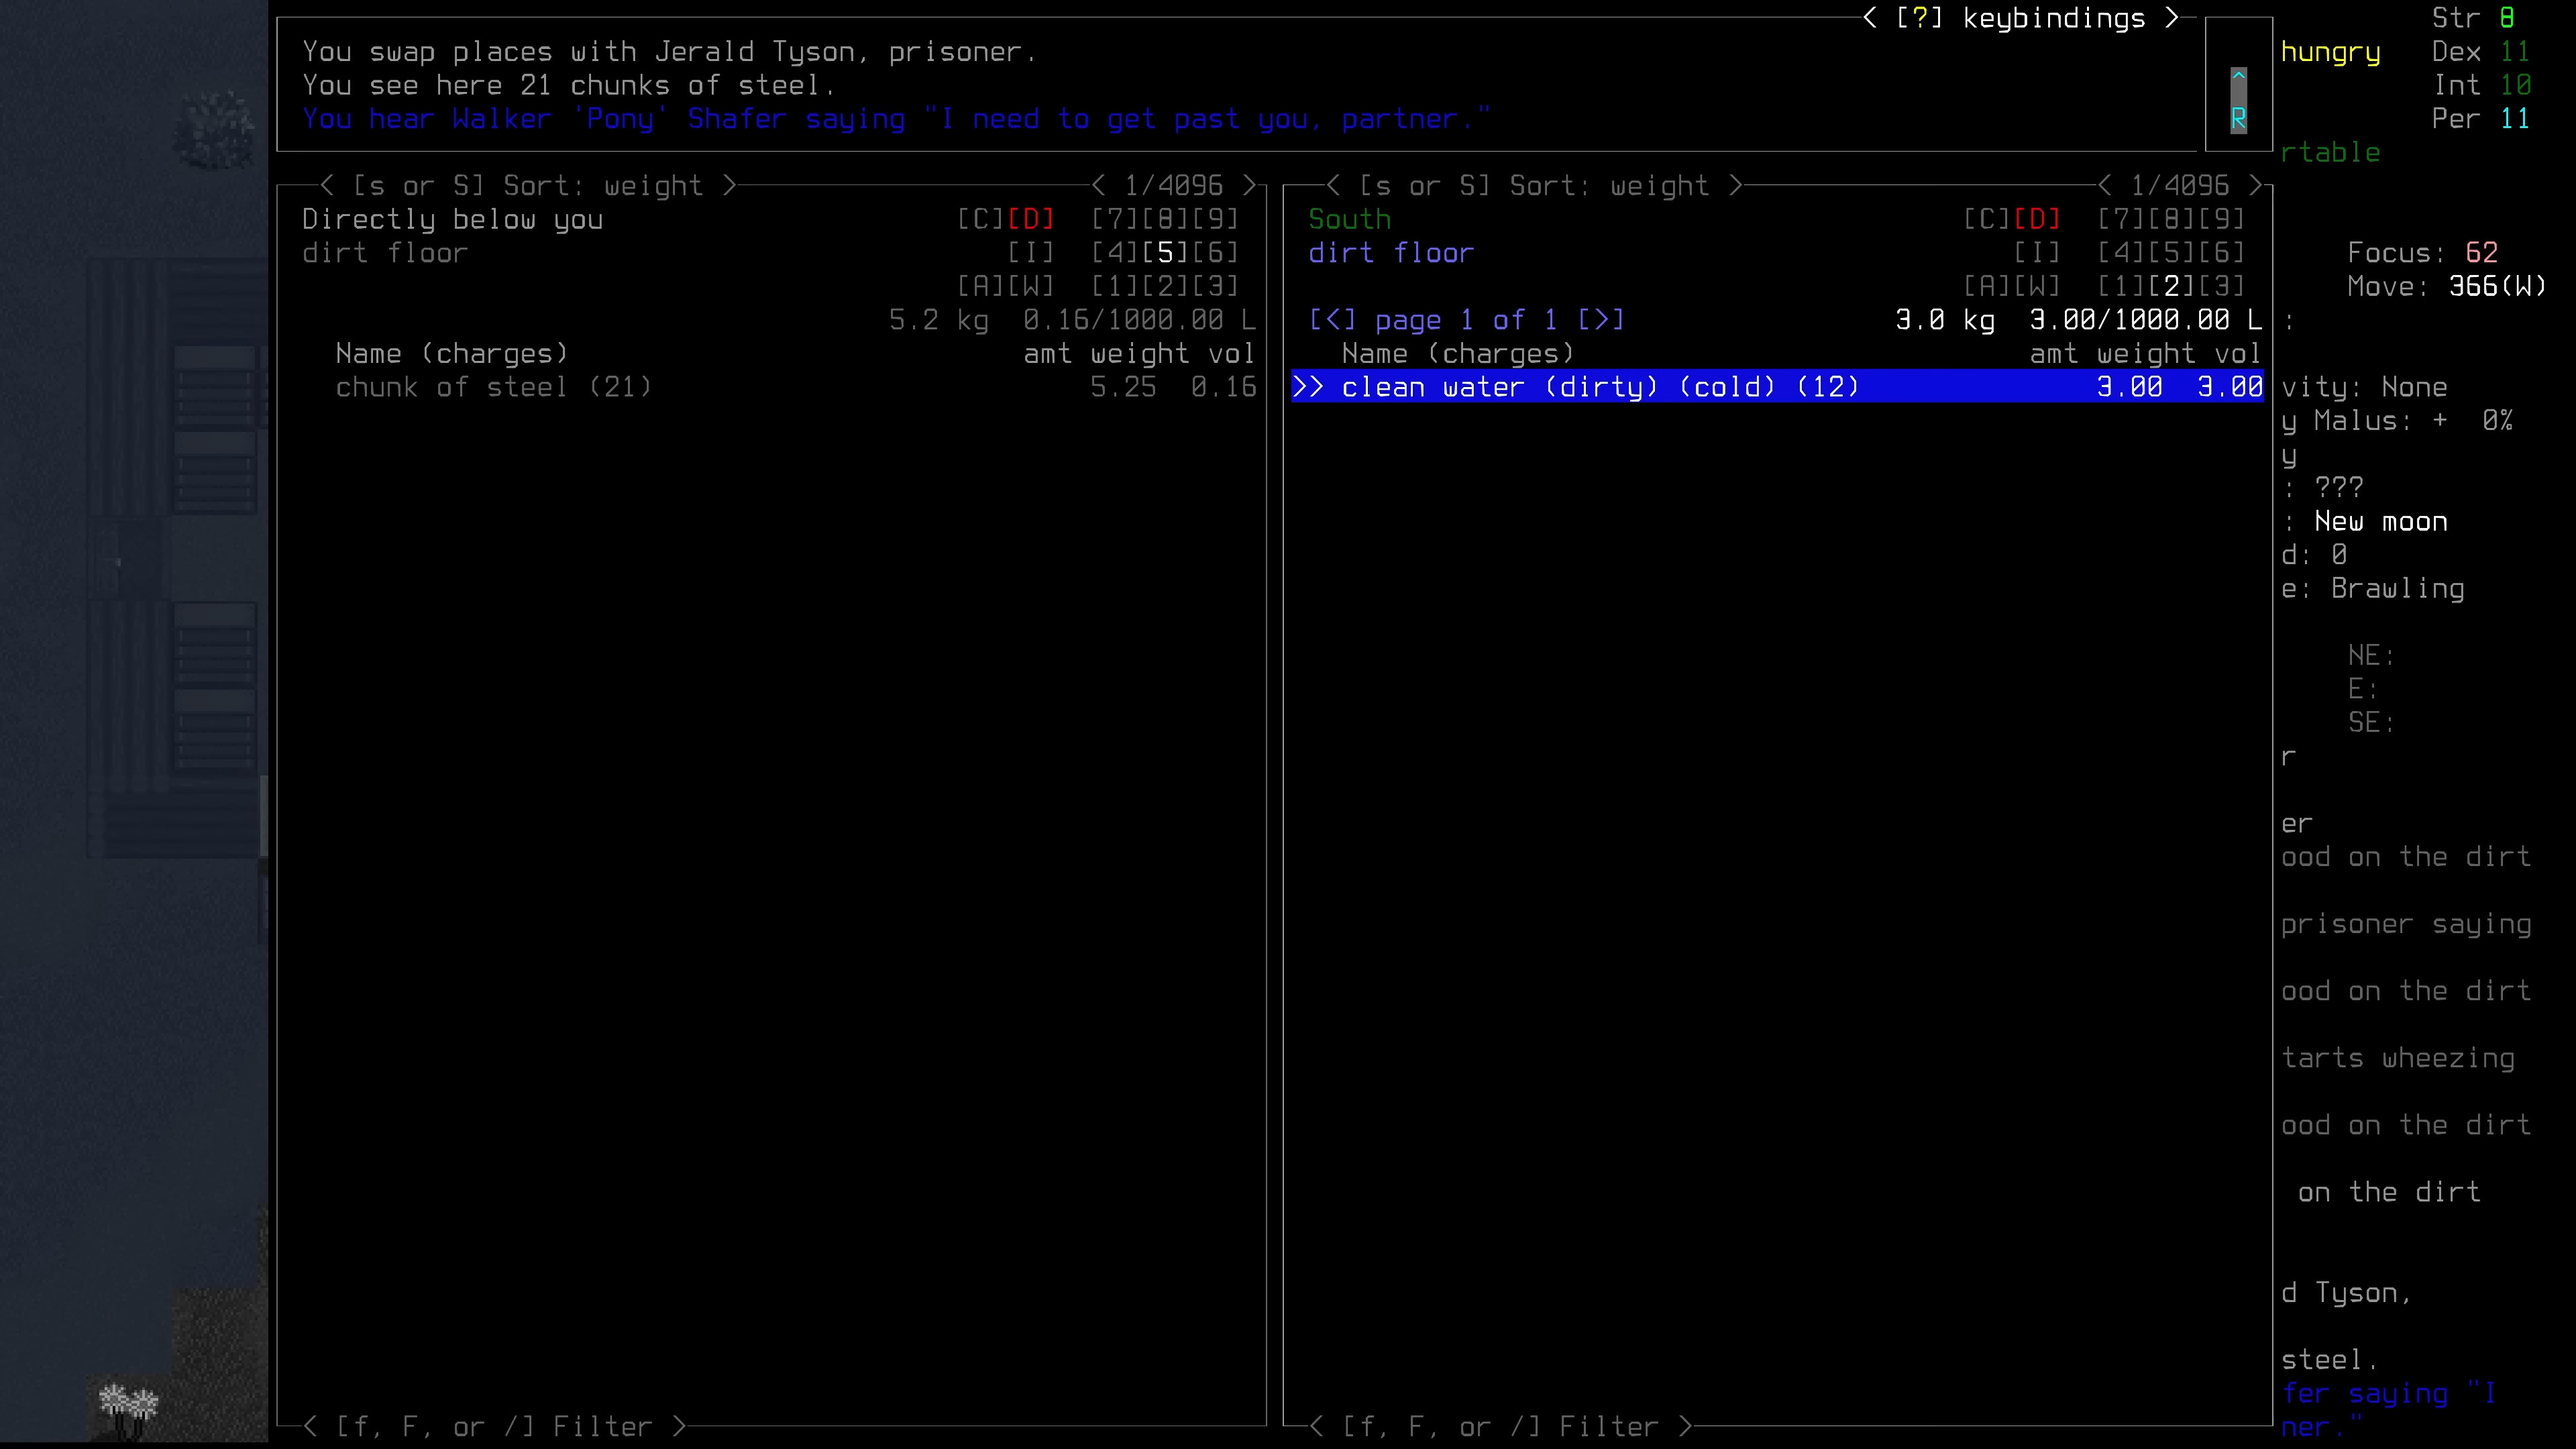 < [?] keybindings >
You swap places with Jerald Tyson, prisoner.
You see here 21 chunks of steel.
You hear Walker 'Pony' Shafer saying "I need to get past you, partner."
^
R
< [s or S] Sort: weight > < 1/4096 >
Directly below you [C][D] [7][8][9]
dirt floor [I] [4][5][6]
[A][W] [1][2][3]
5.2 kg 0.16/1000.00 L
Name (charges) amt weight vol
chunk of steel (21) 5.25 0.16
< [f, F, or /] Filter >
< [s or S] Sort: weight > < 1/4096 >
South [C][D] [7][8][9]
dirt floor [I] [4][5][6]
[A][W] [1][2][3]
[<] page 1 of 1 [>] 3.0 kg 3.00/1000.00 L
Name (charges) amt weight vol
>> clean water (dirty) (cold) (12) 3.00 3.00
< [f, F, or /] Filter >
Str 8
hungry Dex 11
Int 10
Per 11
rtable
Focus: 62
Move: 366(W)
:
vity: None
y Malus: + 0%
y
: ???
: New moon
d: 0
e: Brawling
NE:
E:
SE:
r
er
ood on the dirt
prisoner saying
ood on the dirt
tarts wheezing
ood on the dirt
on the dirt
d Tyson,
steel.
fer saying "I
ner."